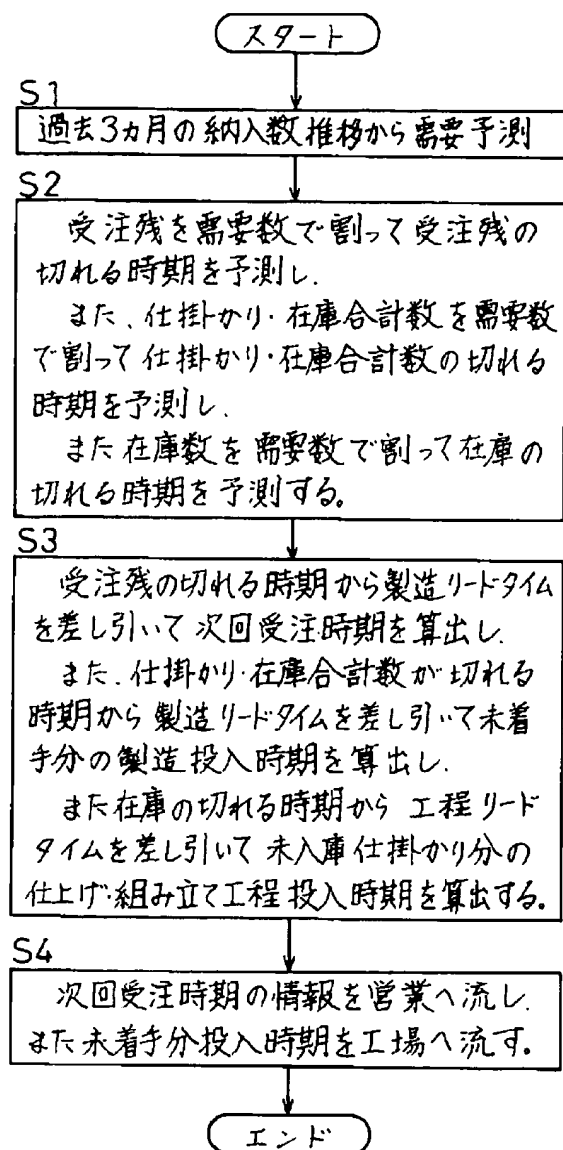 スタート
S1
過去3ヵ月の納入数推移から需要予測
S2
受注残を需要数で割って受注残の
切れる時期を予測し.
また、仕掛かり・在庫合計数を需要数
で割って仕掛かり・在庫合計数の切れる
時期を予測し.
また在庫数を需要数で割って在庫の
切れる時期を予測する。
S3
受注残の切れる時期から製造リードタイム
を差し引いて次回受注時期を算出し.
また.仕掛かり・在庫合計数が切れる
時期から製造リードタイムを差し引いて未着
手分の製造投入時期を算出し.
また在庫の切れる時期から工程リード
タイムを差し引いて未入庫仕掛かり分の
仕上げ・組み立て工程投入時期を算出する。
S4
次回受注時期の情報を営業へ流し.
また未着手分投入時期を工場へ流す。
エンド